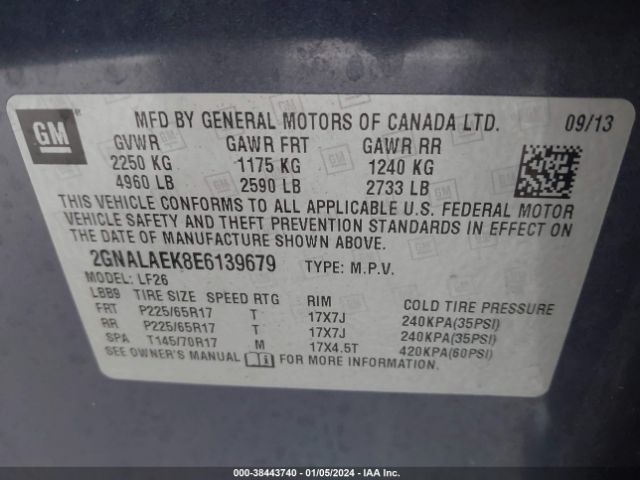 GM
MFD BY GENERAL MOTORS OF CANADA LTD. 09/13
GVWR GAWR FRT GAWR RR
2250 KG 1175 KG 1240 KG
4960 LB 2590 LB 2733 LB
THIS VEHICLE CONFORMS TO ALL APPLICABLE U.S. FEDERAL MOTOR
VEHICLE SAFETY AND THEFT PREVENTION STANDARDS IN EFFECT ON
THE DATE OF MANUFACTURE SHOWN ABOVE.
2GNALAEK8E6139679 TYPE: M.P.V.
MODEL: LF26
LBB9 TIRE SIZE SPEED RTG RIM COLD TIRE PRESSURE
FRT P225/65R17 T 17X7J 240KPA(35PSI)
RR P225/65R17 T 17X7J 240KPA(35PSI)
SPA T145/70R17 M 17X4.5T 420KPA(60PSI)
SEE OWNER'S MANUAL FOR MORE INFORMATION.
000-38443740 - 01/05/2024 - IAA Inc.